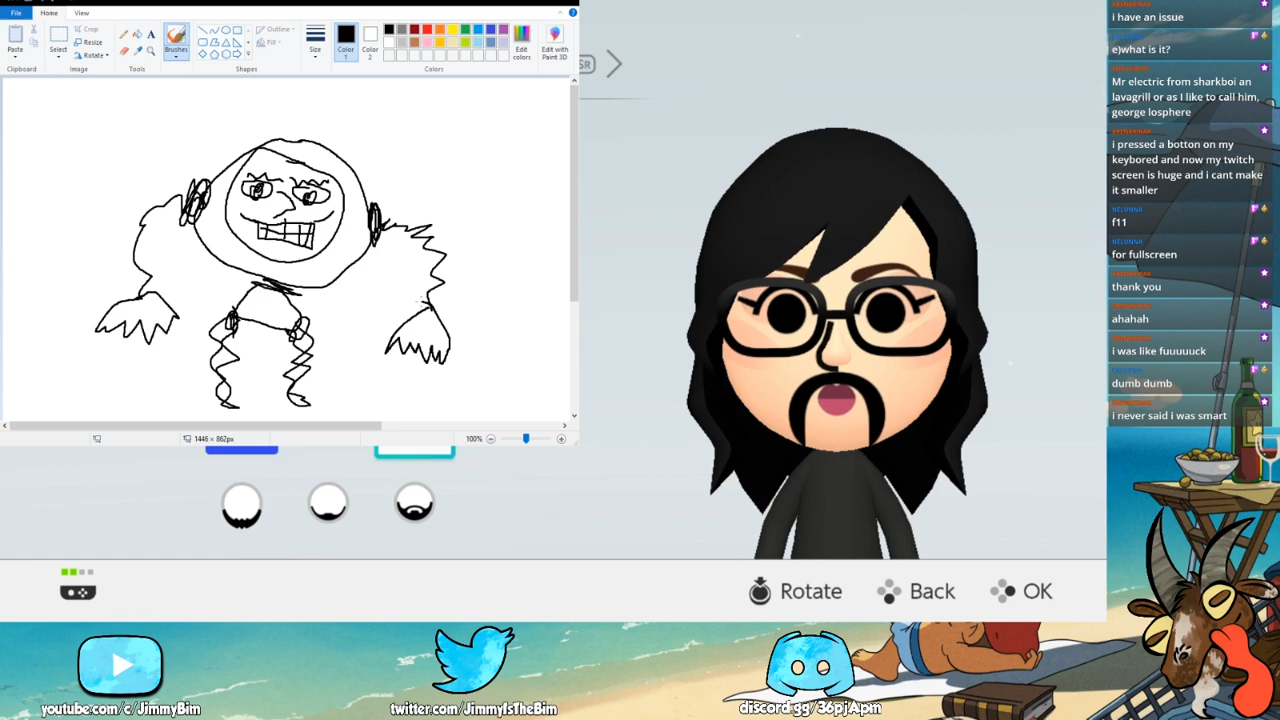 File Home View
Paste
Clipboard
Select
Crop
Resize
Rotate
Image
A
Tools
Brushes
Outline
Fill
Shapes
Size
Color
1
Color
2
Edit
colors
Colors
Edit with
Paint 3D
1446 × 862px
100%
SR
Rotate
Back
OK
i have an issue
e)what is it?
Mr electric from sharkboi an
lavagrill or as I like to call him,
george losphere
i pressed a botton on my
keybored and now my twitch
screen is huge and i cant make
it smaller
f11
for fullscreen
thank you
ahahah
i was like fuuuuuck
dumb dumb
i never said i was smart
youtube.com/c/JimmyBim
twitter.com/JimmyIsTheBim
discord.gg/36pjApm